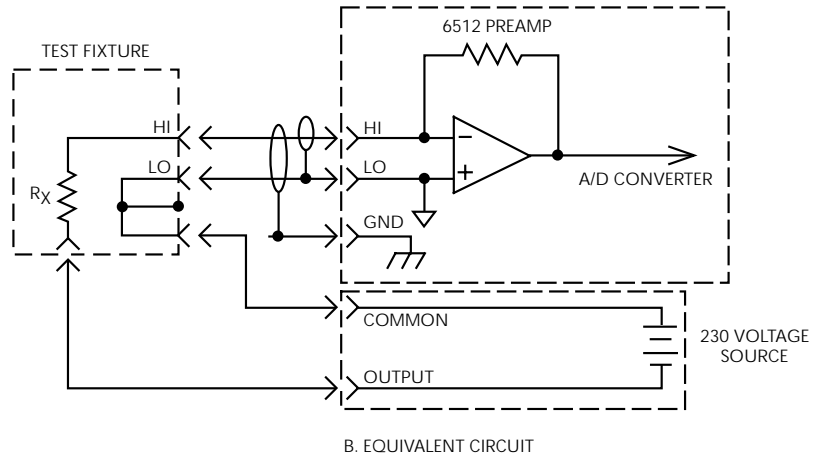 6512 PREAMP
TEST FIXTURE
HI
HI
LO
LO
RX
A/D CONVERTER
GND
COMMON
230 VOLTAGE
SOURCE
OUTPUT
B. EQUIVALENT CIRCUIT